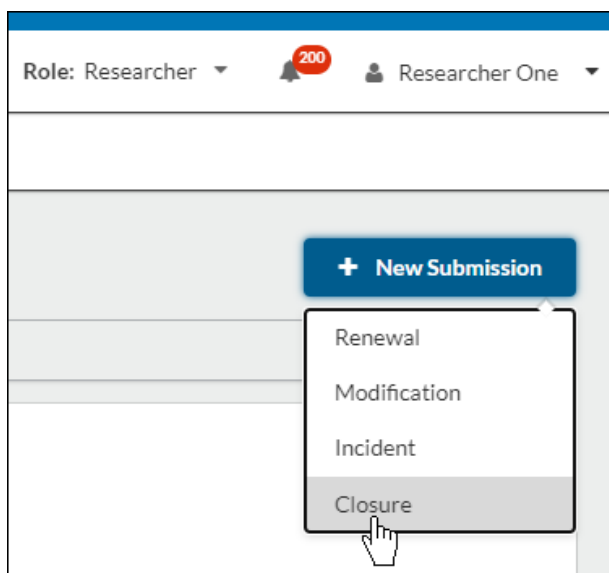 Role: Researcher 200 Researcher One
+ New Submission
Renewal
Modification
Incident
Closure